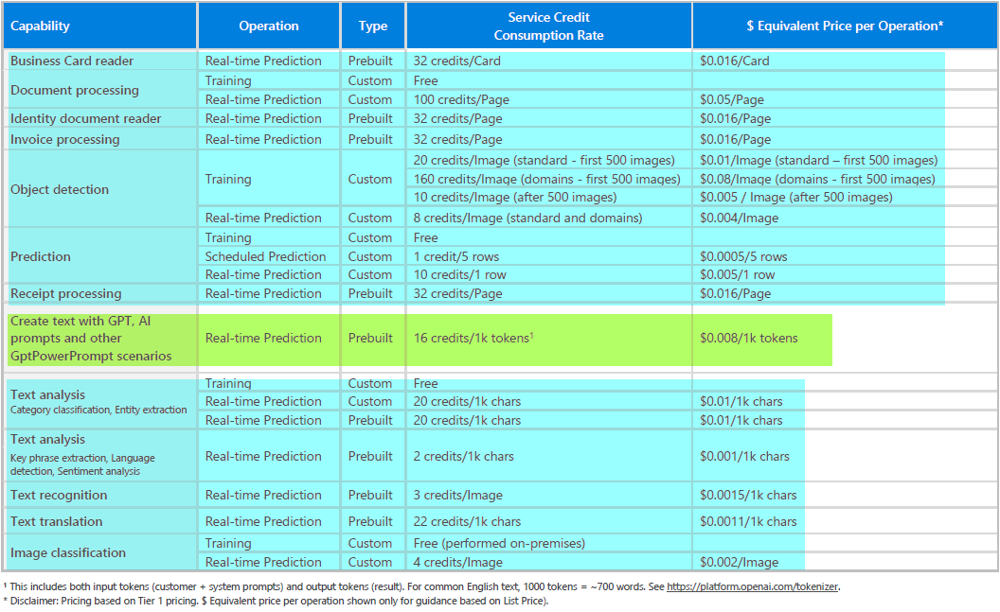 Capability Operation Type Service Credit Consumption Rate $ Equivalent Price per Operation*
Business Card reader Real-time Prediction Prebuilt 32 credits/Card $0.016/Card
Document processing Training Custom Free
Real-time Prediction Custom 100 credits/Page $0.05/Page
Identity document reader Real-time Prediction Prebuilt 32 credits/Page $0.016/Page
Invoice processing Real-time Prediction Prebuilt 32 credits/Page $0.016/Page
Object detection Training Custom 20 credits/Image (standard - first 500 images) $0.01/Image (standard – first 500 images)
160 credits/Image (domains - first 500 images) $0.08/Image (domains - first 500 images)
10 credits/Image (after 500 images) $0.005 / Image (after 500 images)
Real-time Prediction Custom 8 credits/Image (standard and domains) $0.004/Image
Prediction Training Custom Free
Scheduled Prediction Custom 1 credit/5 rows $0.0005/5 rows
Real-time Prediction Custom 10 credits/1 row $0.005/1 row
Receipt processing Real-time Prediction Prebuilt 32 credits/Page $0.016/Page
Create text with GPT, AI
prompts and other
GptPowerPrompt scenarios
Real-time Prediction Prebuilt 16 credits/1k tokens¹ $0.008/1k tokens
Text analysis
Category classification, Entity extraction
Training Custom Free
Real-time Prediction Custom 20 credits/1k chars $0.01/1k chars
Real-time Prediction Prebuilt 20 credits/1k chars $0.01/1k chars
Text analysis
Key phrase extraction, Language
detection, Sentiment analysis
Real-time Prediction Prebuilt 2 credits/1k chars $0.001/1k chars
Text recognition Real-time Prediction Prebuilt 3 credits/Image $0.0015/1k chars
Text translation Real-time Prediction Prebuilt 22 credits/1k chars $0.0011/1k chars
Image classification Training Custom Free (performed on-premises)
Real-time Prediction Custom 4 credits/Image $0.002/Image
¹ This includes both input tokens (customer + system prompts) and output tokens (result). For common English text, 1000 tokens = ~700 words. See https://platform.openai.com/tokenizer.
* Disclaimer: Pricing based on Tier 1 pricing. $ Equivalent price per operation shown only for guidance based on List Price).